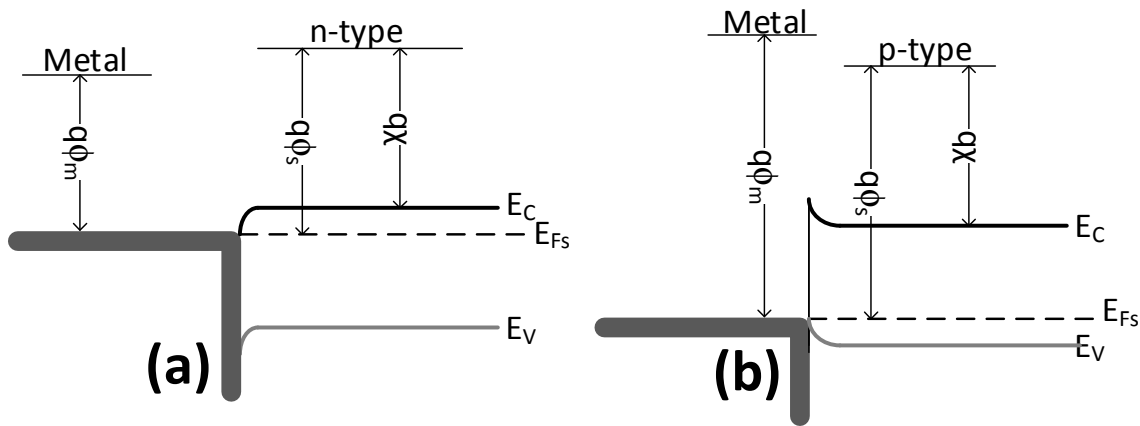 Metal
n-type
qϕm
qϕs
qχ
EC
EFs
EV
(a)
Metal
p-type
qϕm
qϕs
qχ
EC
EFs
EV
(b)